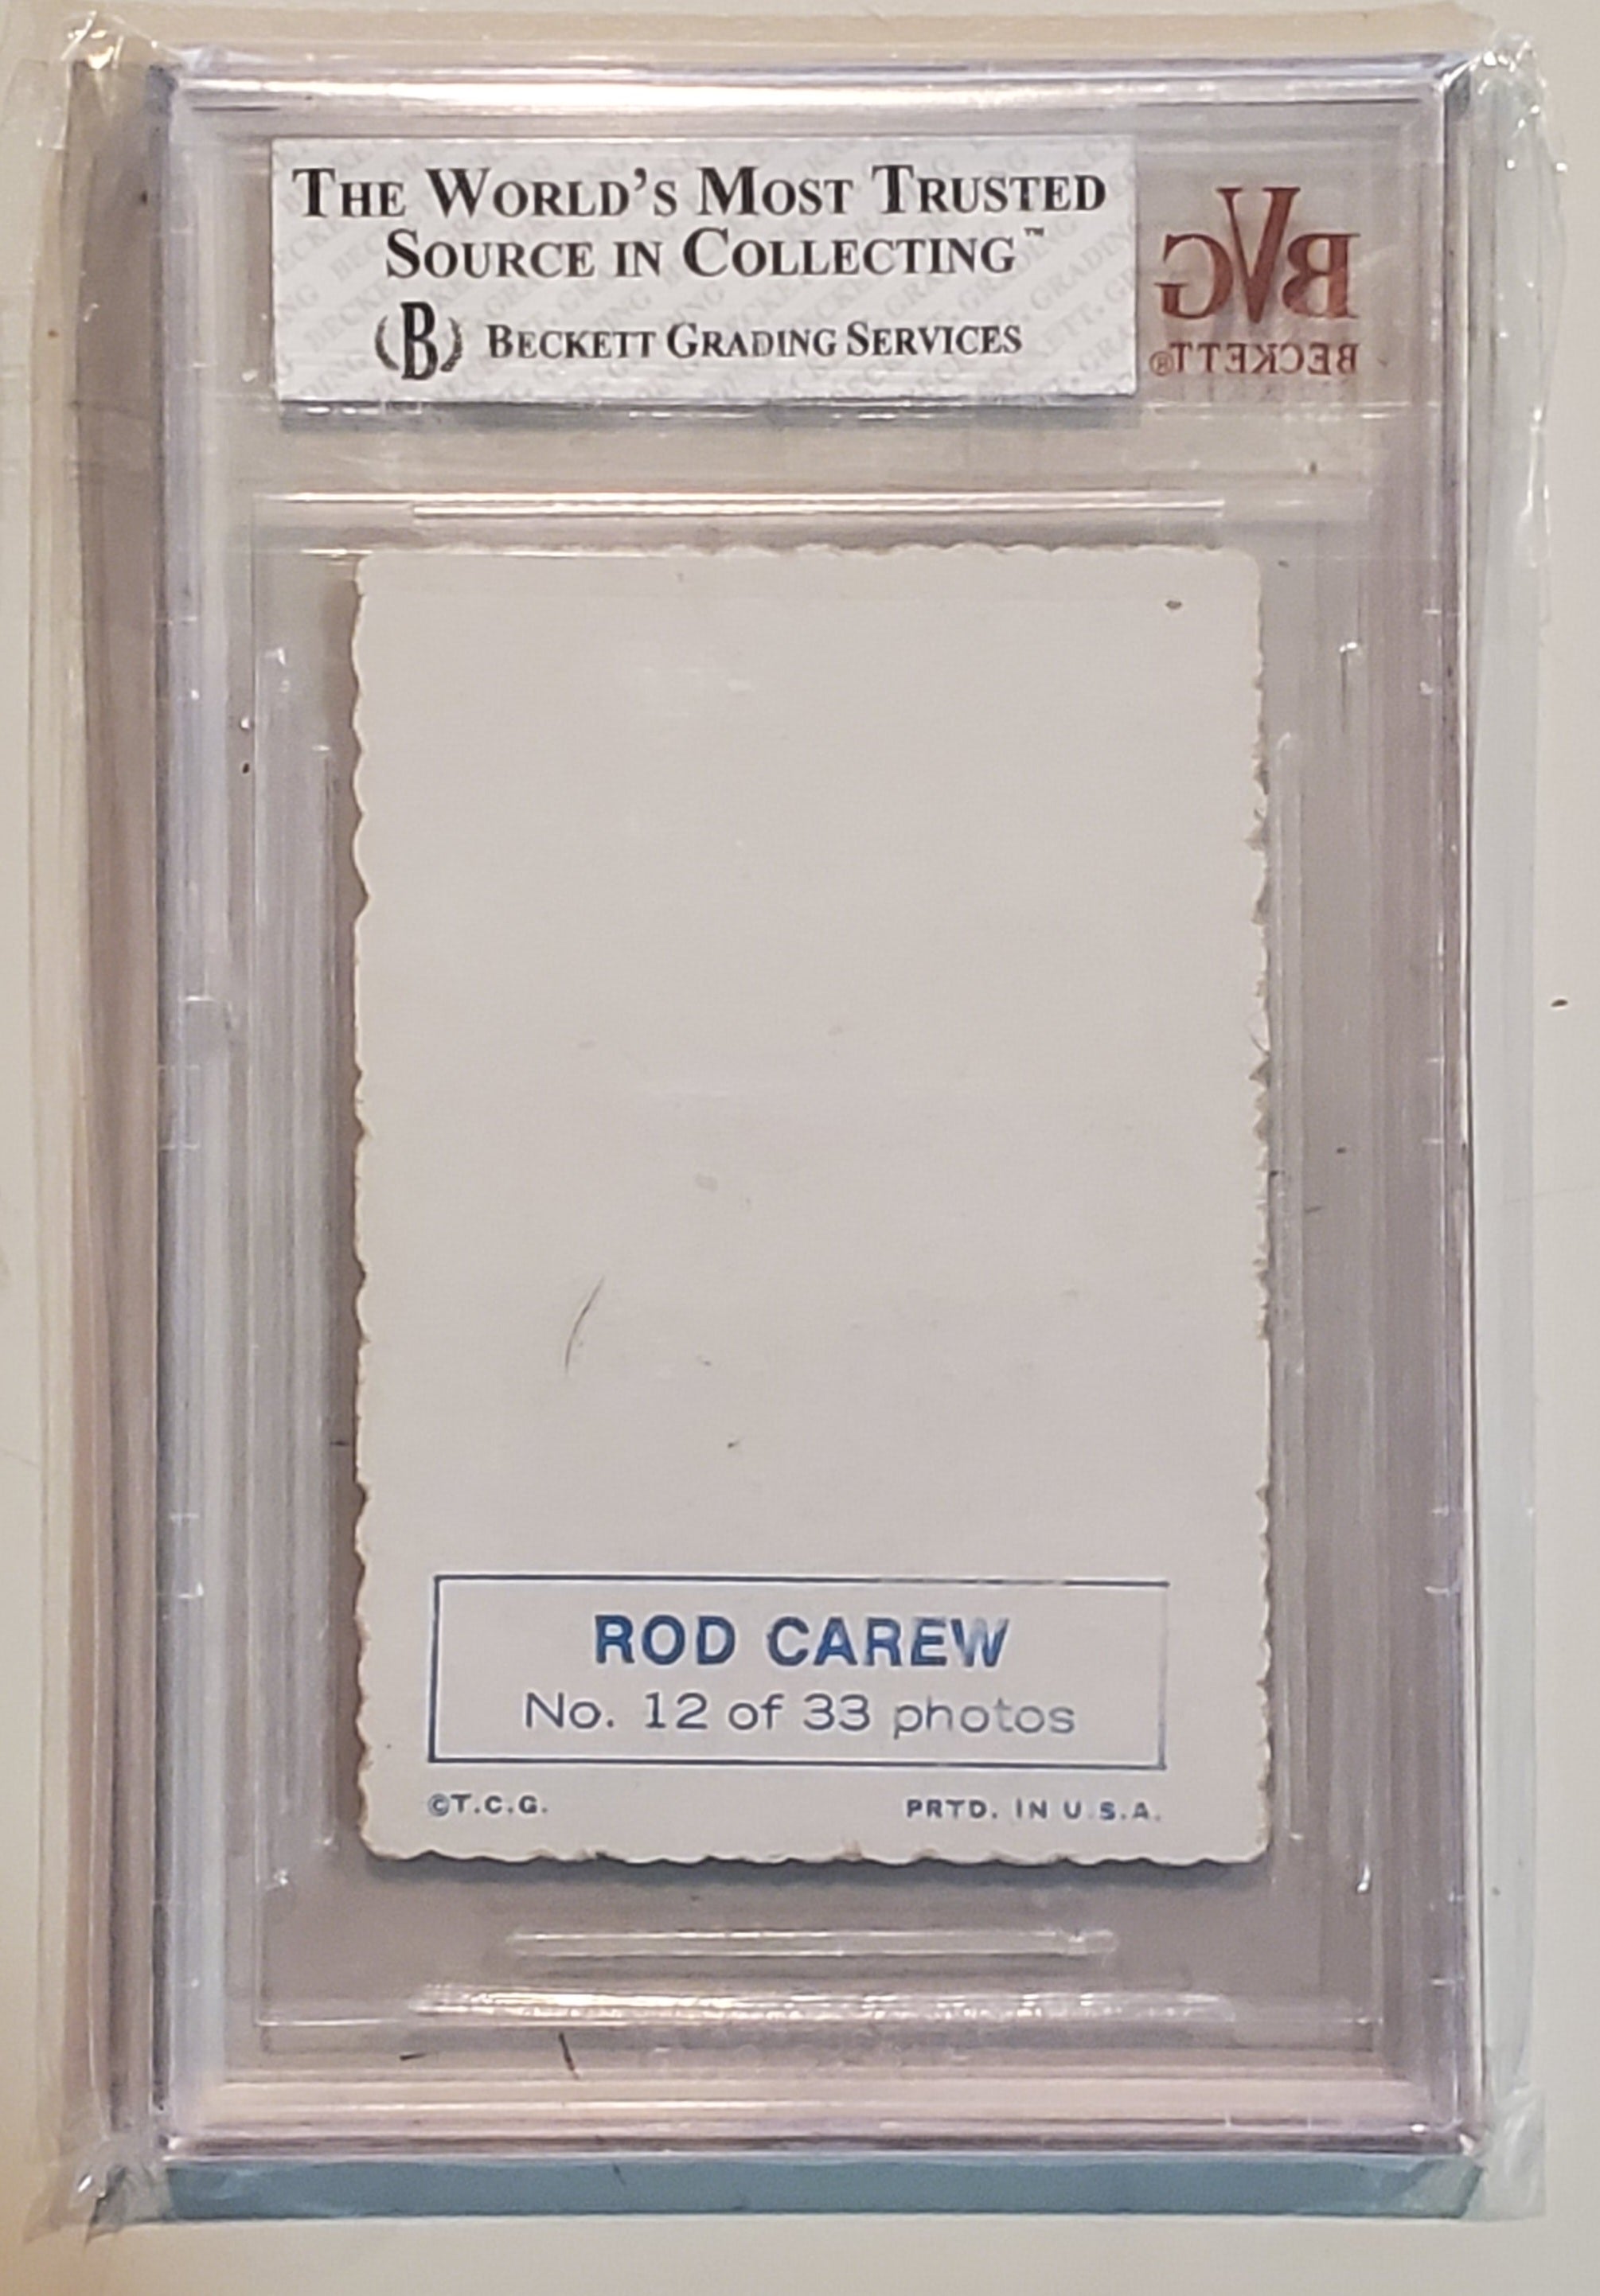 THE WORLD'S MOST TRUSTED
SOURCE IN COLLECTING™
B BECKETT GRADING SERVICES
BVG
BECKETT®
ROD CAREW
No. 12 of 33 photos
©T.C.G.
PRTD. IN U.S.A.